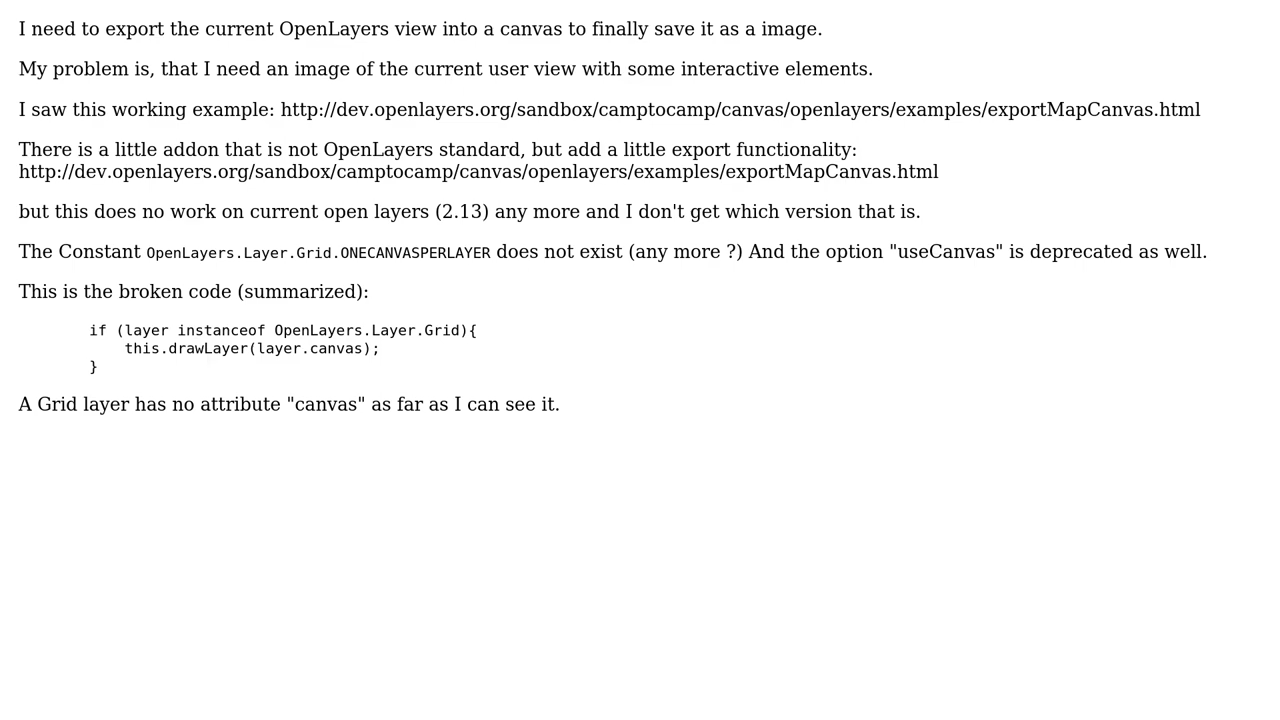 I need to export the current OpenLayers view into a canvas to finally save it as a image.
My problem is, that I need an image of the current user view with some interactive elements.
I saw this working example: http://dev.openlayers.org/sandbox/camptocamp/canvas/openlayers/examples/exportMapCanvas.html
There is a little addon that is not OpenLayers standard, but add a little export functionality:
http://dev.openlayers.org/sandbox/camptocamp/canvas/openlayers/examples/exportMapCanvas.html
but this does no work on current open layers (2.13) any more and I don't get which version that is.
The Constant OpenLayers.Layer.Grid.ONECANVASPERLAYER does not exist (any more ?) And the option "useCanvas" is deprecated as well.
This is the broken code (summarized):
if (layer instanceof OpenLayers.Layer.Grid){
this.drawLayer(layer.canvas);
}
A Grid layer has no attribute "canvas" as far as I can see it.